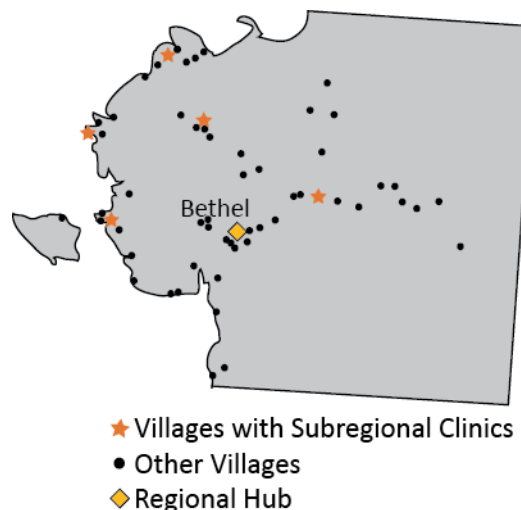 Bethel
Villages with Subregional Clinics
Other Villages
Regional Hub